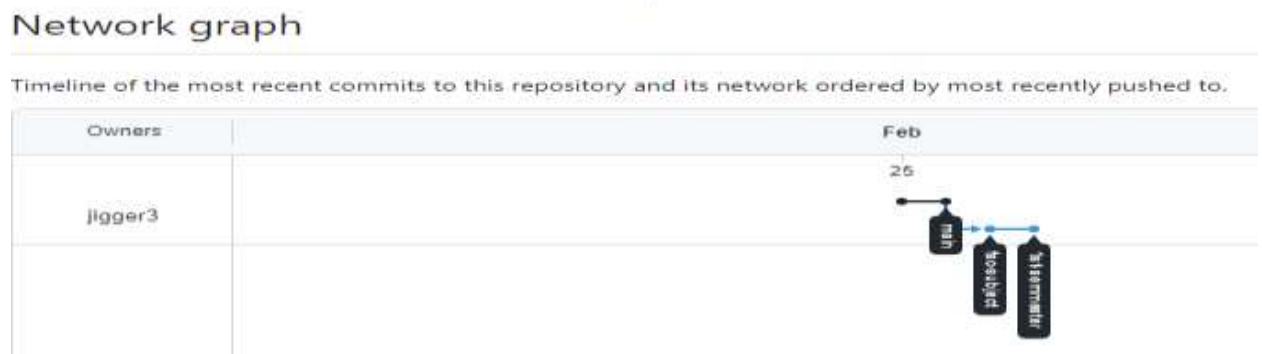 Network graph
Timeline of the most recent commits to this repository and its network ordered by most recently pushed to.
Owners
Feb
25
jigger3
main